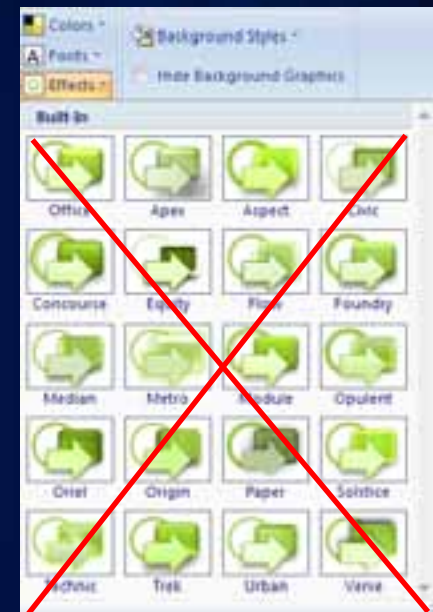 Colors
Background Styles
A Fonts
Hide Background Graphics
Effects
Built-In
Office Apex Aspect Civic
Concourse Equity Flow Foundry
Median Metro Module Opulent
Oriel Origin Paper Solstice
Technic Trek Urban Verve